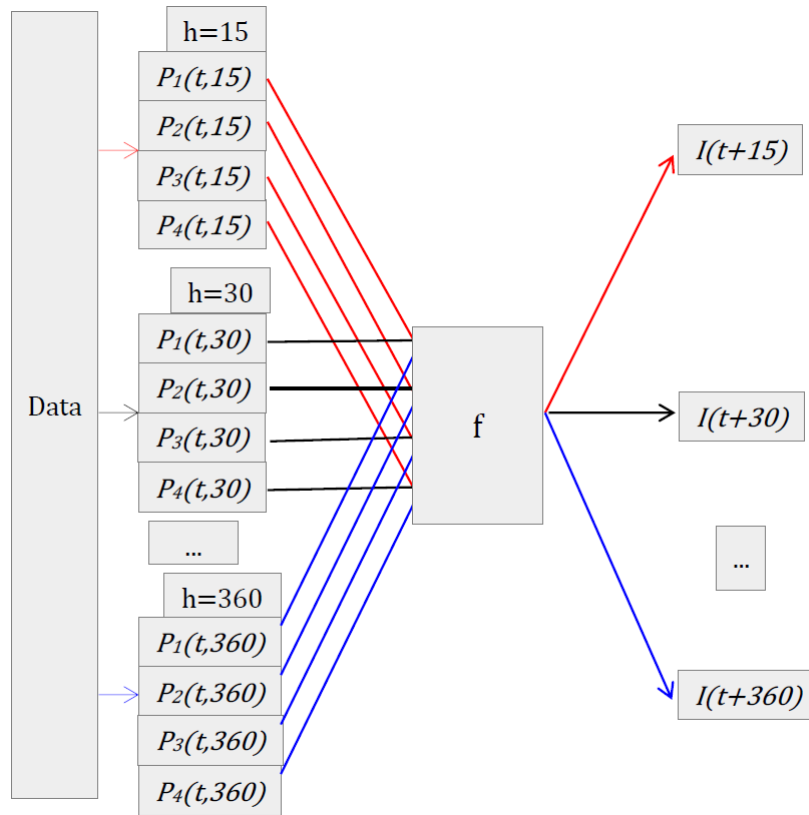 Data
h=15
P₁(t,15)
P₂(t,15)
P₃(t,15)
P₄(t,15)
h=30
P₁(t,30)
P₂(t,30)
P₃(t,30)
P₄(t,30)
...
h=360
P₁(t,360)
P₂(t,360)
P₃(t,360)
P₄(t,360)
f
I(t+15)
I(t+30)
...
I(t+360)